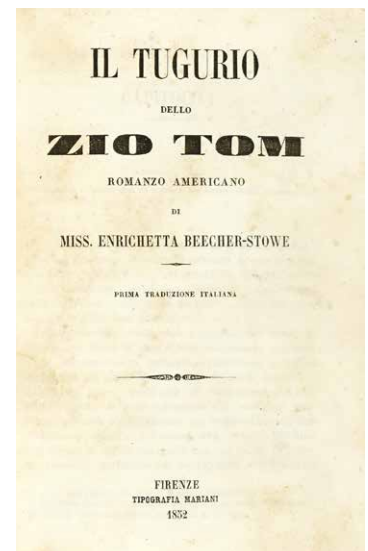 IL TUGURIO
DELLO
ZIO TOM
ROMANZO AMERICANO
DI
MISS. ENRICHETTA BEECHER-STOWE
PRIMA TRADUZIONE ITALIANA
FIRENZE
TIPOGRAFIA MARIANI
1852